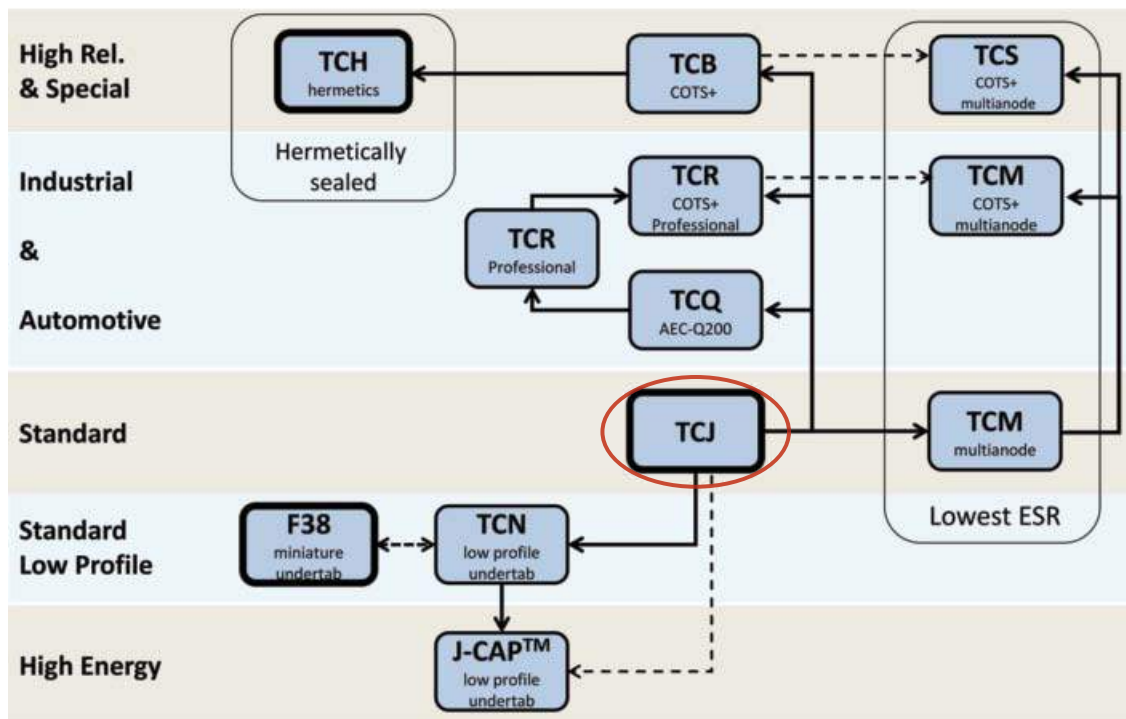 High Rel.
& Special
TCH
hermetics
TCB
COTS+
TCS
COTS+
multianode
Hermetically
sealed
Industrial
&
Automotive
TCR
COTS+
Professional
TCM
COTS+
multianode
TCR
Professional
TCQ
AEC-Q200
Standard
TCJ
TCM
multianode
Lowest ESR
Standard
Low Profile
F38
miniature
undertab
TCN
low profile
undertab
High Energy
J-CAP™
low profile
undertab